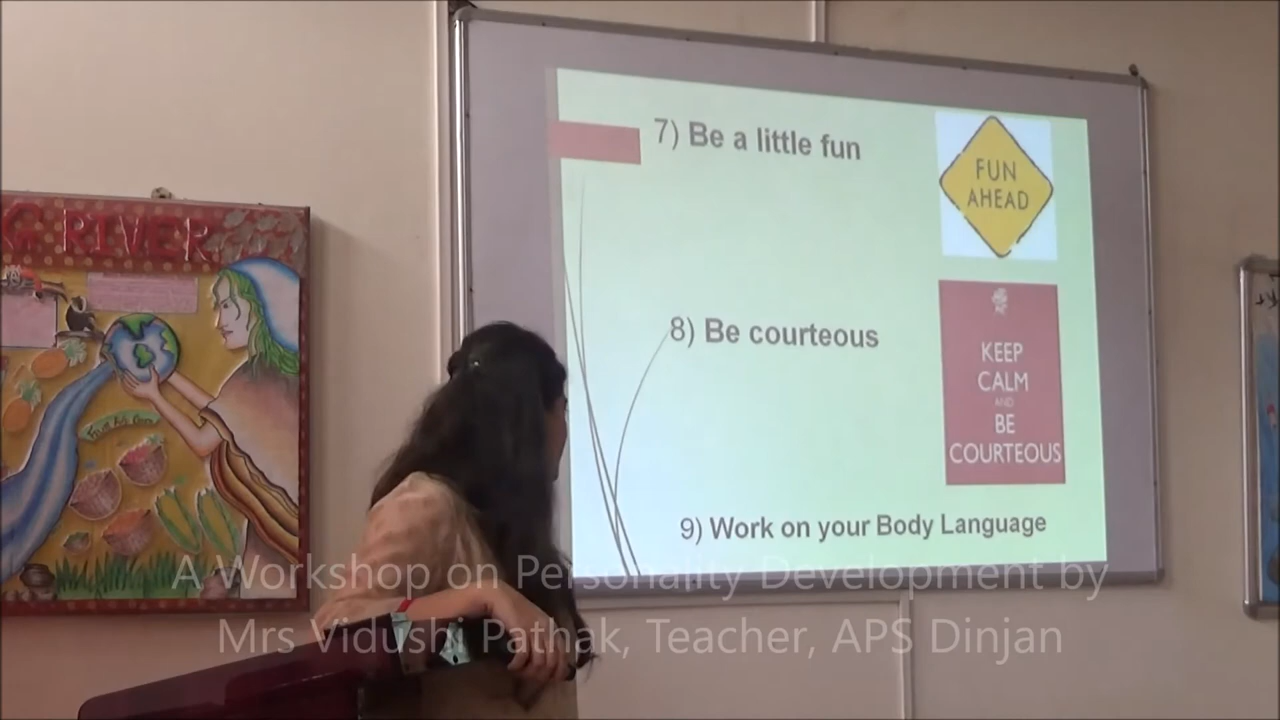 RIVER
7) Be a little fun
FUN
AHEAD
8) Be courteous
KEEP
CALM
AND
BE
COURTEOUS
9) Work on your Body Language
A Workshop on Personality Development by
Mrs Vidushi Pathak, Teacher, APS Dinjan